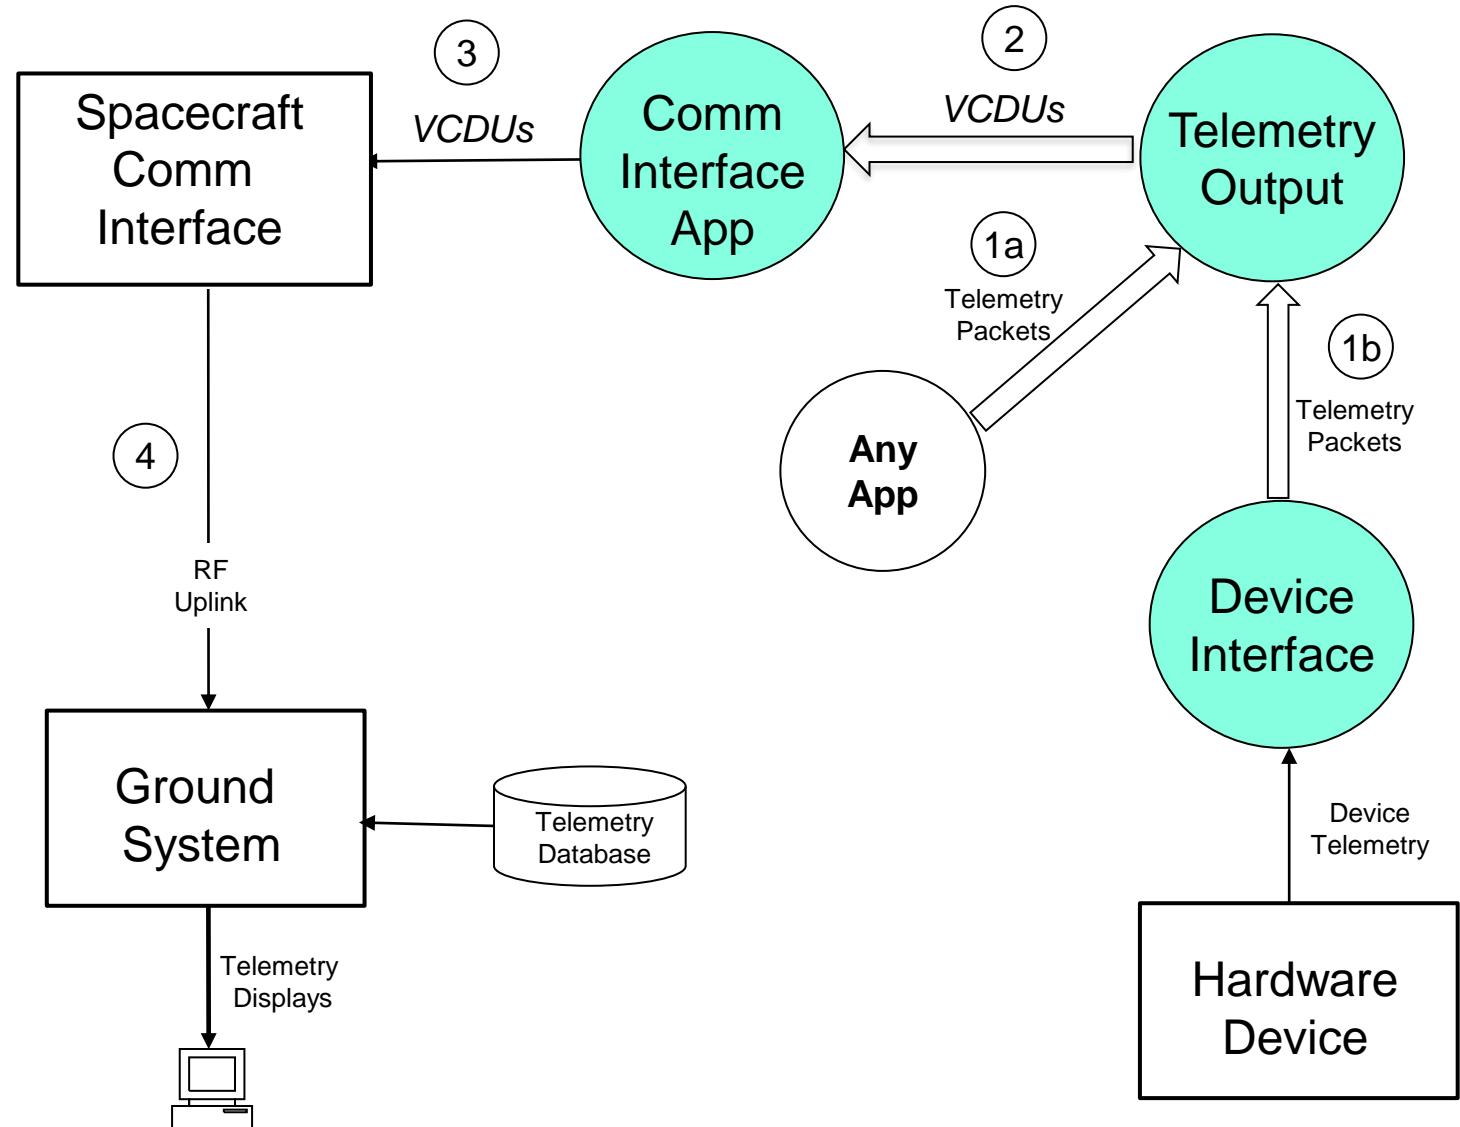 3
2
Spacecraft
Comm
Interface
VCDUs
Comm
Interface
App
VCDUs
Telemetry
Output
1a
Telemetry
Packets
1b
Telemetry
Packets
4
Any
App
RF
Uplink
Device
Interface
Ground
System
Telemetry
Database
Device
Telemetry
Telemetry
Displays
Hardware
Device